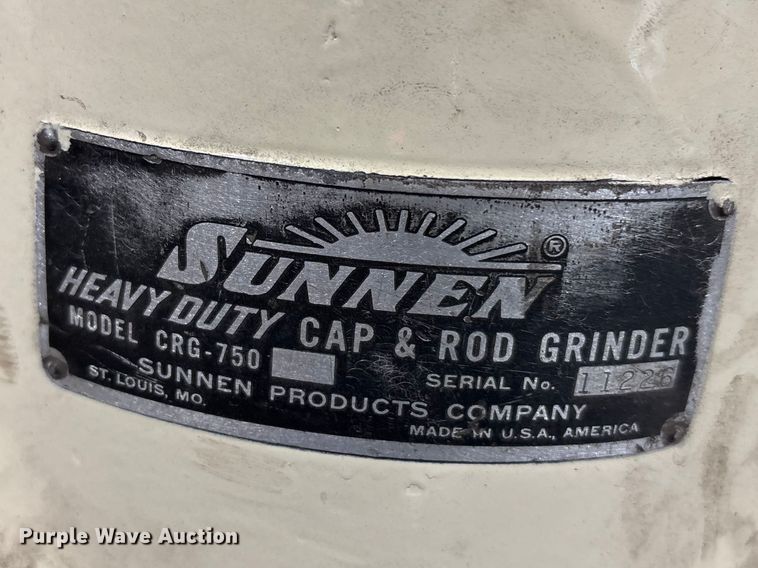 SUNNEN®
HEAVY DUTY CAP & ROD GRINDER
MODEL CRG-750 SERIAL No. 11226
SUNNEN PRODUCTS COMPANY
ST. LOUIS, MO. MADE IN U.S.A., AMERICA
Purple Wave Auction